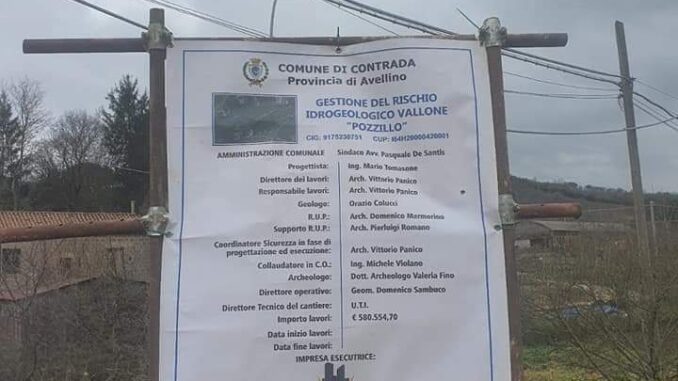 COMUNE DI CONTRADA
Provincia di Avellino
GESTIONE DEL RISCHIO
IDROGEOLOGICO VALLONE
"POZZILLO"
CIG: 9175230751 CUP: I64H20000420001
AMMINISTRAZIONE COMUNALE Sindaco Avv. Pasquale De Santis
Progettista: Ing. Mario Tomasone
Direttore dei lavori: Arch. Vittorio Panico
Responsabile lavori: Arch. Vittorio Panico
Geologo: Orazio Colucci
R.U.P.: Arch. Domenico Marmorino
Supporto R.U.P.: Arch. Pierluigi Romano
Coordinatore Sicurezza in fase di
progettazione ed esecuzione: Arch. Vittorio Panico
Collaudatore in C.O.: Ing. Michele Violano
Archeologo: Dott. Archeologo Valeria Fino
Direttore operativo: Geom. Domenico Sambuco
Direttore Tecnico del cantiere: U.T.I.
Importo lavori: € 580.554,70
Data inizio lavori:
Data fine lavori:
IMPRESA ESECUTRICE: